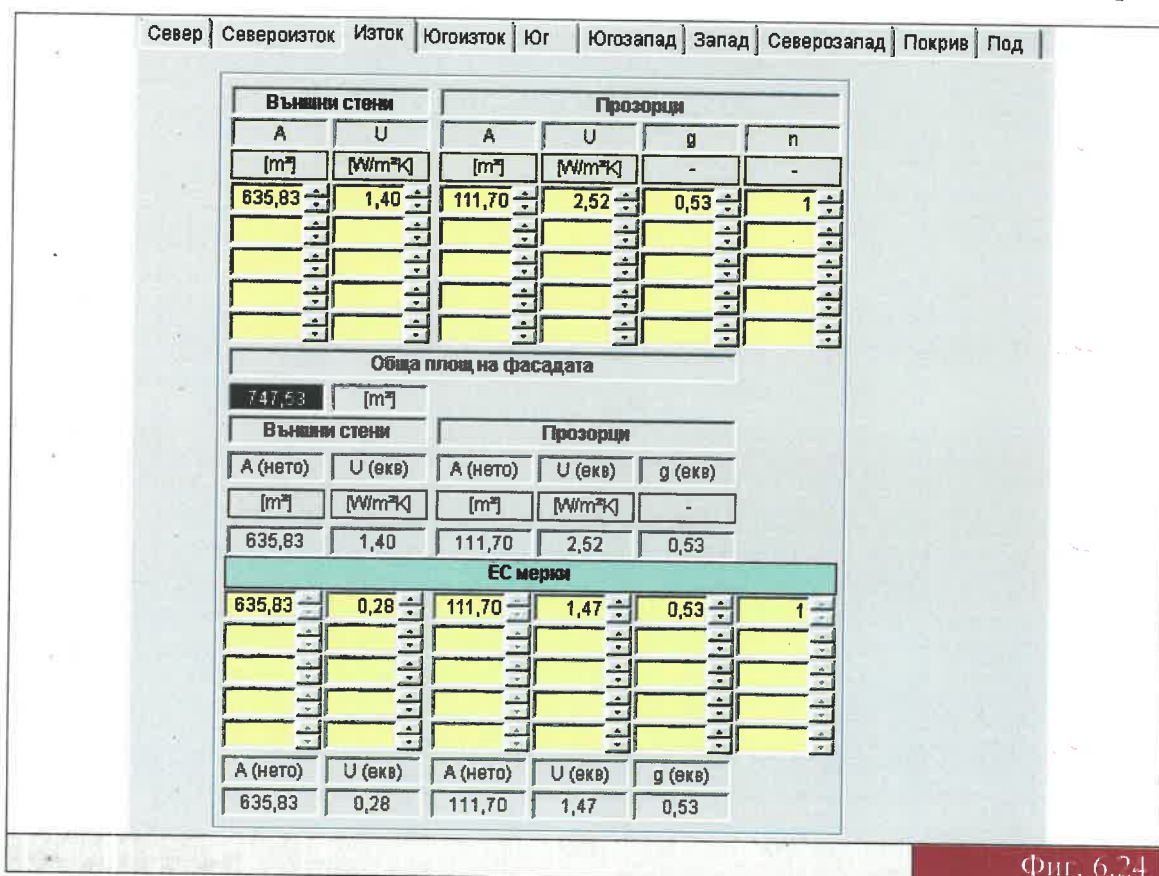 Север Североизток Изток Югоизток Юг Югозапад Запад Северозапад Покрив Под
Външни стени Прозорци
A U A U g n
[m²] [W/m²K] [m²] [W/m²K] - -
635,83 1,40 111,70 2,52 0,53 1
Обща площ на фасадата
747,53 [m²]
Външни стени Прозорци
A (нето) U (екв) A (нето) U (екв) g (екв)
[m²] [W/m²K] [m²] [W/m²K] -
635,83 1,40 111,70 2,52 0,53
ЕС мерки
635,83 0,28 111,70 1,47 0,53 1
A (нето) U (екв) A (нето) U (екв) g (екв)
635,83 0,28 111,70 1,47 0,53
Фиг. 6.24